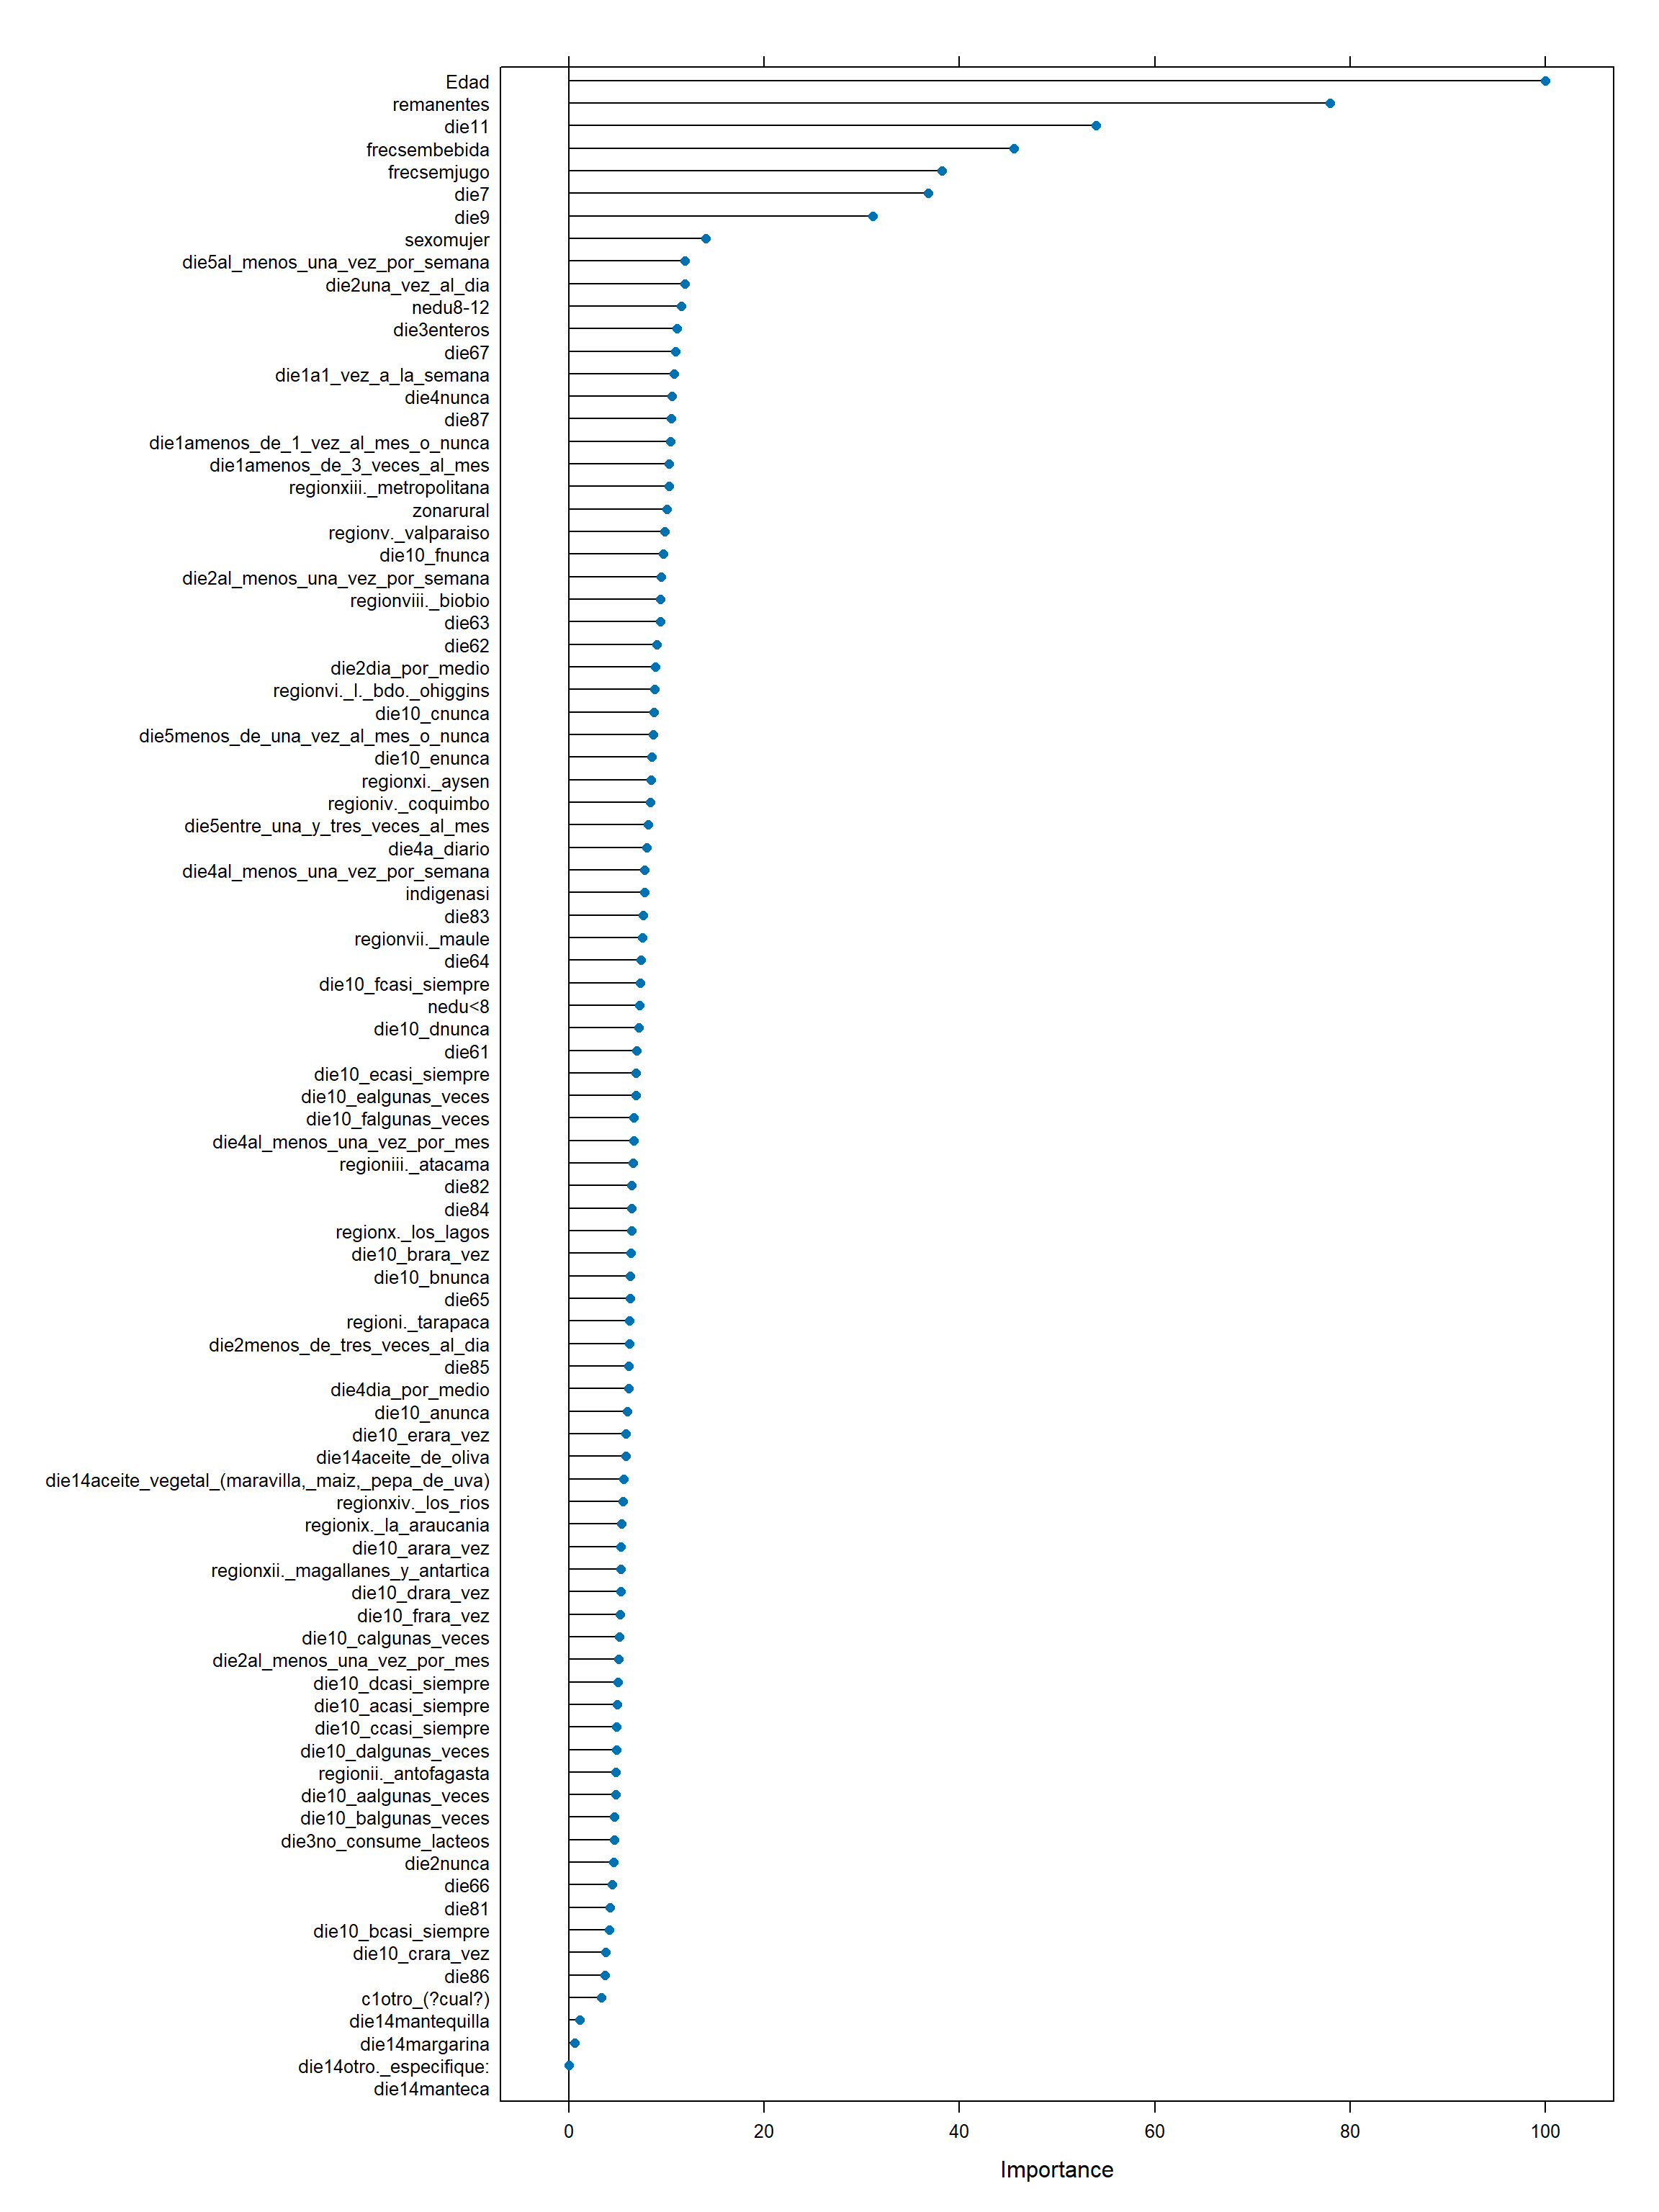 Edad
remanentes
die11
frecsembebida
frecsemjugo
die7
die9
sexomujer
die5al_menos_una_vez_por_semana
die2una_vez_al_dia
nedu8-12
die3enteros
die67
die1a1_vez_a_la_semana
die4nunca
die87
die1amenos_de_1_vez_al_mes_o_nunca
die1amenos_de_3_veces_al_mes
regionxiii._metropolitana
zonarural
regionv._valparaiso
die10_fnunca
die2al_menos_una_vez_por_semana
regionviii._biobio
die63
die62
die2dia_por_medio
regionvi._l._bdo._ohiggins
die10_cnunca
die5menos_de_una_vez_al_mes_o_nunca
die10_enunca
regionxi._aysen
regioniv._coquimbo
die5entre_una_y_tres_veces_al_mes
die4a_diario
die4al_menos_una_vez_por_semana
indigenasi
die83
regionvii._maule
die64
die10_fcasi_siempre
nedu<8
die10_dnunca
die61
die10_ecasi_siempre
die10_ealgunas_veces
die10_falgunas_veces
die4al_menos_una_vez_por_mes
regioniii._atacama
die82
die84
regionx._los_lagos
die10_brara_vez
die10_bnunca
die65
regioni._tarapaca
die2menos_de_tres_veces_al_dia
die85
die4dia_por_medio
die10_anunca
die10_erara_vez
die14aceite_de_oliva
die14aceite_vegetal_(maravilla,_maiz,_pepa_de_uva)
regionxiv._los_rios
regionix._la_araucania
die10_arara_vez
regionxii._magallanes_y_antartica
die10_drara_vez
die10_frara_vez
die10_calgunas_veces
die2al_menos_una_vez_por_mes
die10_dcasi_siempre
die10_acasi_siempre
die10_ccasi_siempre
die10_dalgunas_veces
regionii._antofagasta
die10_aalgunas_veces
die10_balgunas_veces
die3no_consume_lacteos
die2nunca
die66
die81
die10_bcasi_siempre
die10_crara_vez
die86
c1otro_(?cual?)
die14mantequilla
die14margarina
die14otro._especifique:
die14manteca
0 20 40 60 80 100
Importance